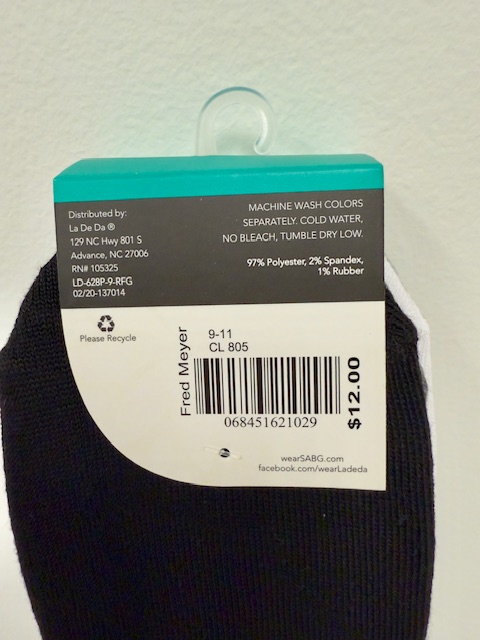 Distributed by:
La De Da ®
129 NC Hwy 801 S
Advance, NC 27006
RN# 105325
LD-628P-9-RFG
02/20-137014
MACHINE WASH COLORS
SEPARATELY. COLD WATER,
NO BLEACH, TUMBLE DRY LOW.
97% Polyester, 2% Spandex,
1% Rubber
Please Recycle
Fred Meyer
9-11
CL 805
068451621029
$12.00
wearSABG.com
facebook.com/wearLadeda